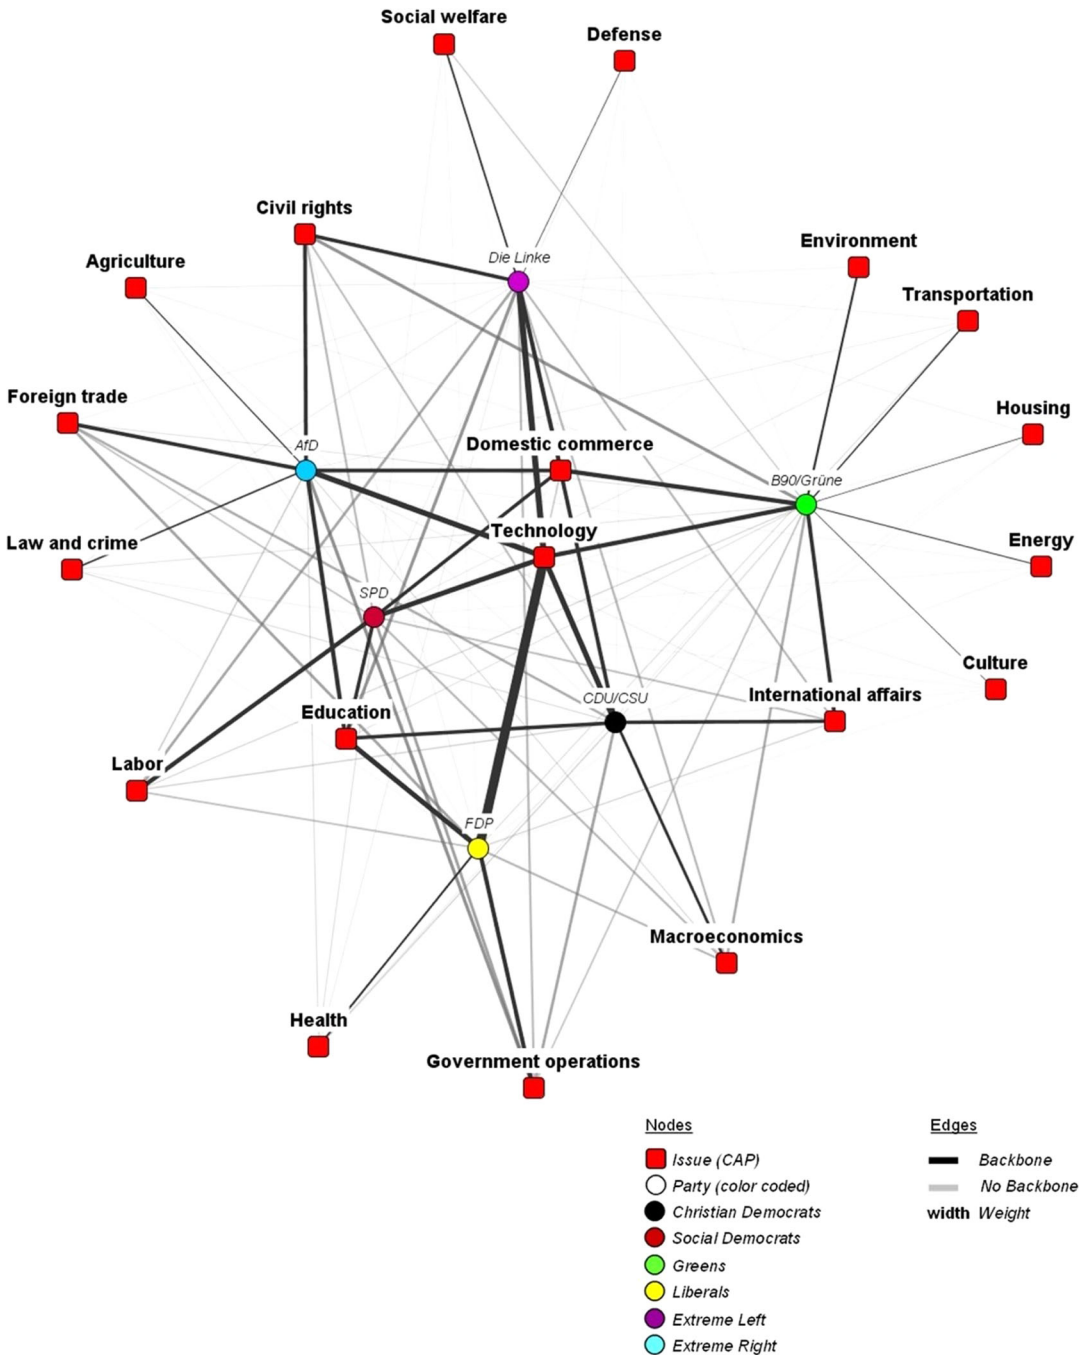 Social welfare
Defense
Civil rights
Die Linke
Environment
Agriculture
Transportation
Foreign trade
Housing
AfD
Domestic commerce
B90/Grüne
Technology
Law and crime
Energy
SPD
Culture
CDU/CSU
International affairs
Education
Labor
FDP
Macroeconomics
Health
Government operations
Nodes
Issue (CAP)
Party (color coded)
Christian Democrats
Social Democrats
Greens
Liberals
Extreme Left
Extreme Right
Edges
Backbone
No Backbone
width Weight